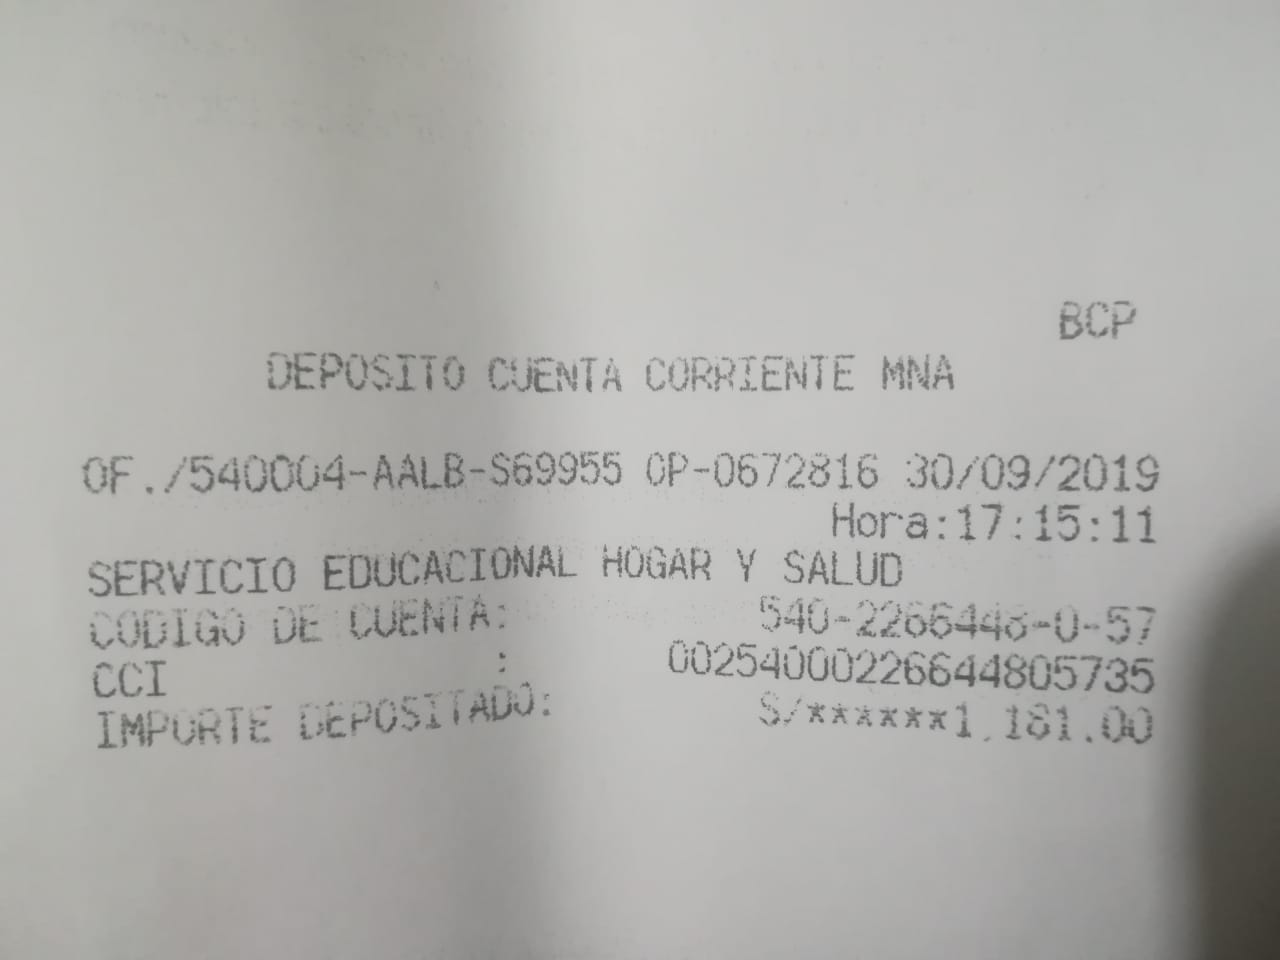 BCP
DEPOSITO CUENTA CORRIENTE MNA
OF./540004-AALB-S69955 OP-0672816 30/09/2019
Hora:17:15:11
SERVICIO EDUCACIONAL HOGAR Y SALUD
CODIGO DE CUENTA: 540-2266448-0-57
CCI : 00254000226644805735
IMPORTE DEPOSITADO: S/******1,181.00